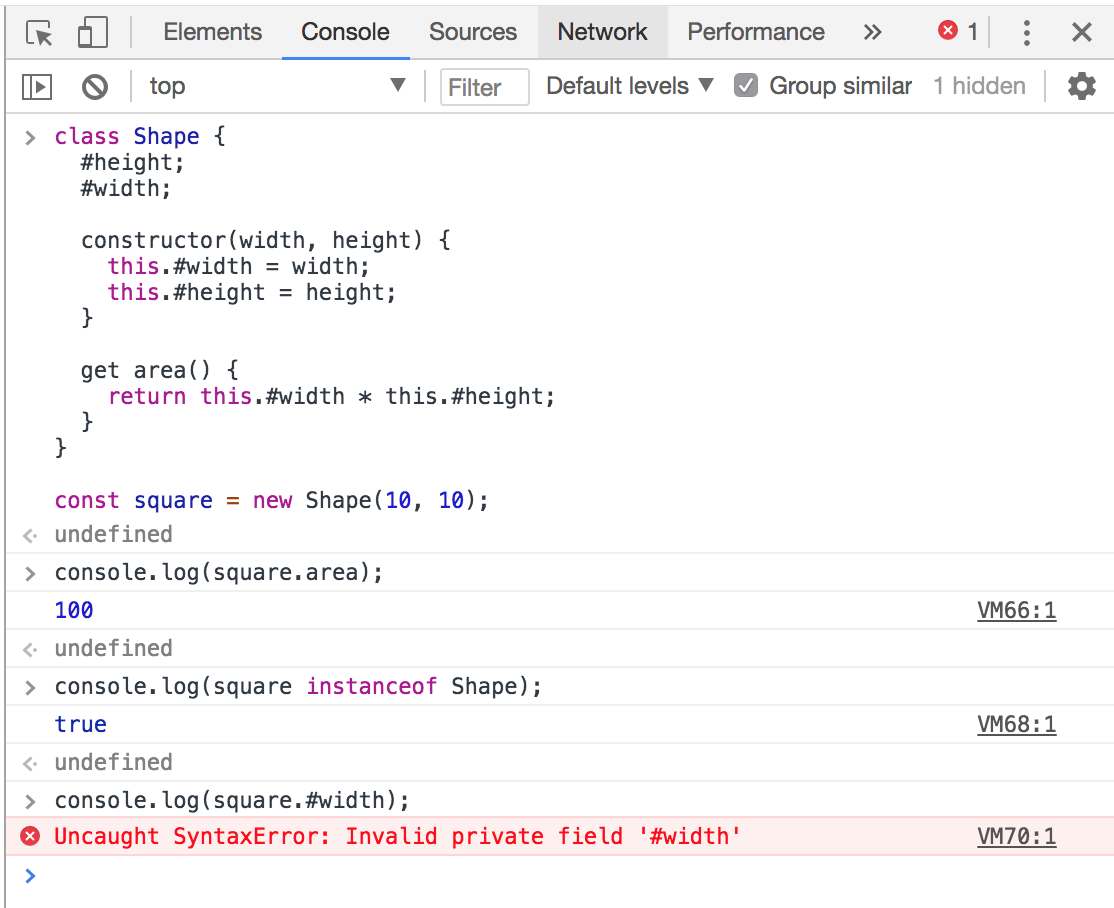 Elements Console Sources Network Performance 1
top Filter Default levels Group similar 1 hidden
class Shape {
#height;
#width;
constructor(width, height) {
this.#width = width;
this.#height = height;
}
get area() {
return this.#width * this.#height;
}
}
const square = new Shape(10, 10);
undefined
console.log(square.area);
100 VM66:1
undefined
console.log(square instanceof Shape);
true VM68:1
undefined
console.log(square.#width);
Uncaught SyntaxError: Invalid private field '#width' VM70:1